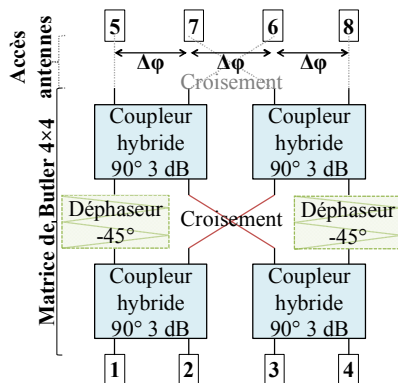 5 7 6 8
Δφ Δφ Δφ
Croisement
Accès
antennes
Coupleur
hybride
90° 3 dB
Coupleur
hybride
90° 3 dB
Déphaseur
-45°
Croisement
Déphaseur
-45°
Matrice de Butler 4×4
Coupleur
hybride
90° 3 dB
Coupleur
hybride
90° 3 dB
1 2 3 4